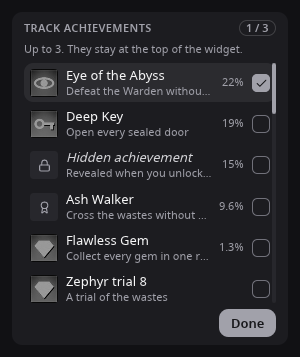 TRACK ACHIEVEMENTS 1 / 3
Up to 3. They stay at the top of the widget.
Eye of the Abyss
Defeat the Warden withou... 22%
Deep Key
Open every sealed door 19%
Hidden achievement
Revealed when you unlock... 15%
Ash Walker
Cross the wastes without ... 9.6%
Flawless Gem
Collect every gem in one r... 1.3%
Zephyr trial 8
A trial of the wastes
Done